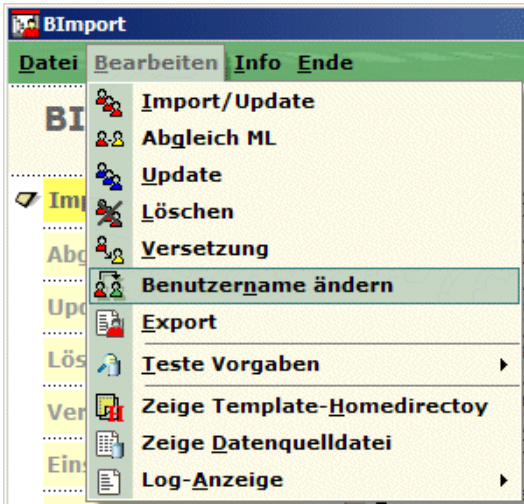 BImport
Datei Bearbeiten Info Ende
Import/Update
Abgleich ML
Update
Löschen
Versetzung
Benutzername ändern
Export
Teste Vorgaben
Zeige Template-Homedirectoy
Zeige Datenquelldatei
Log-Anzeige